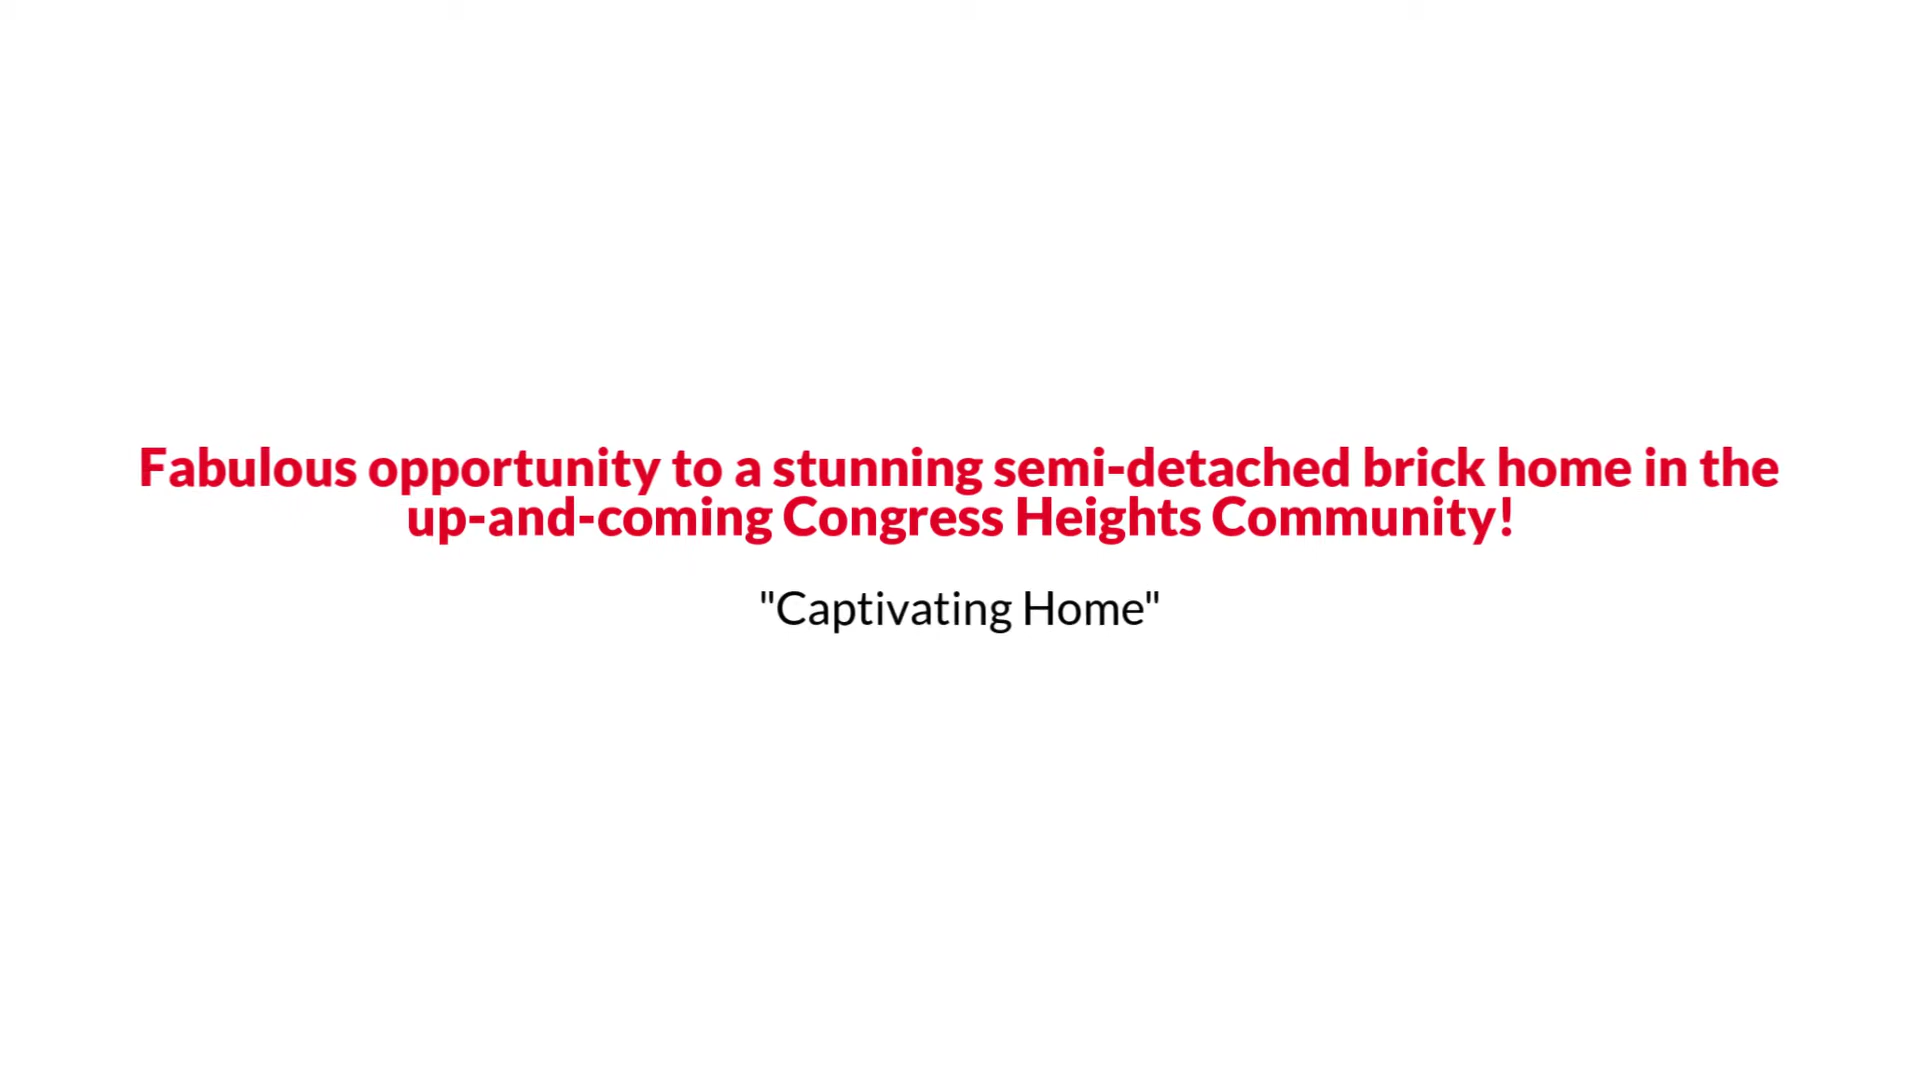 Fabulous opportunity to a stunning semi-detached brick home in the
up-and-coming Congress Heights Community!
"Captivating Home"